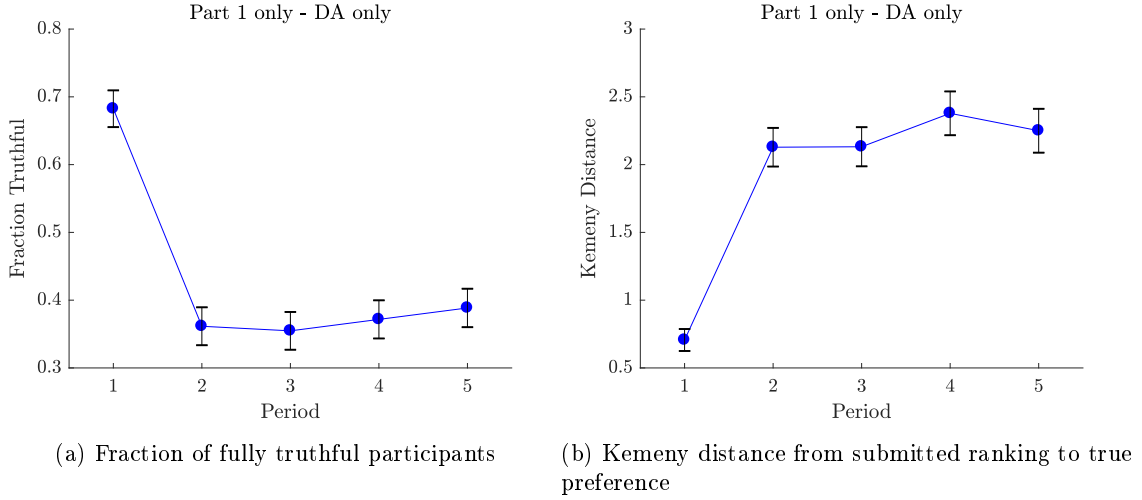 Part 1 only - DA only
0.8
0.7
0.6
0.5
0.4
0.3
Fraction Truthful
1 2 3 4 5
Period
(a) Fraction of fully truthful participants
Part 1 only - DA only
3
2.5
2
1.5
1
0.5
Kemeny Distance
1 2 3 4 5
Period
(b) Kemeny distance from submitted ranking to true
preference